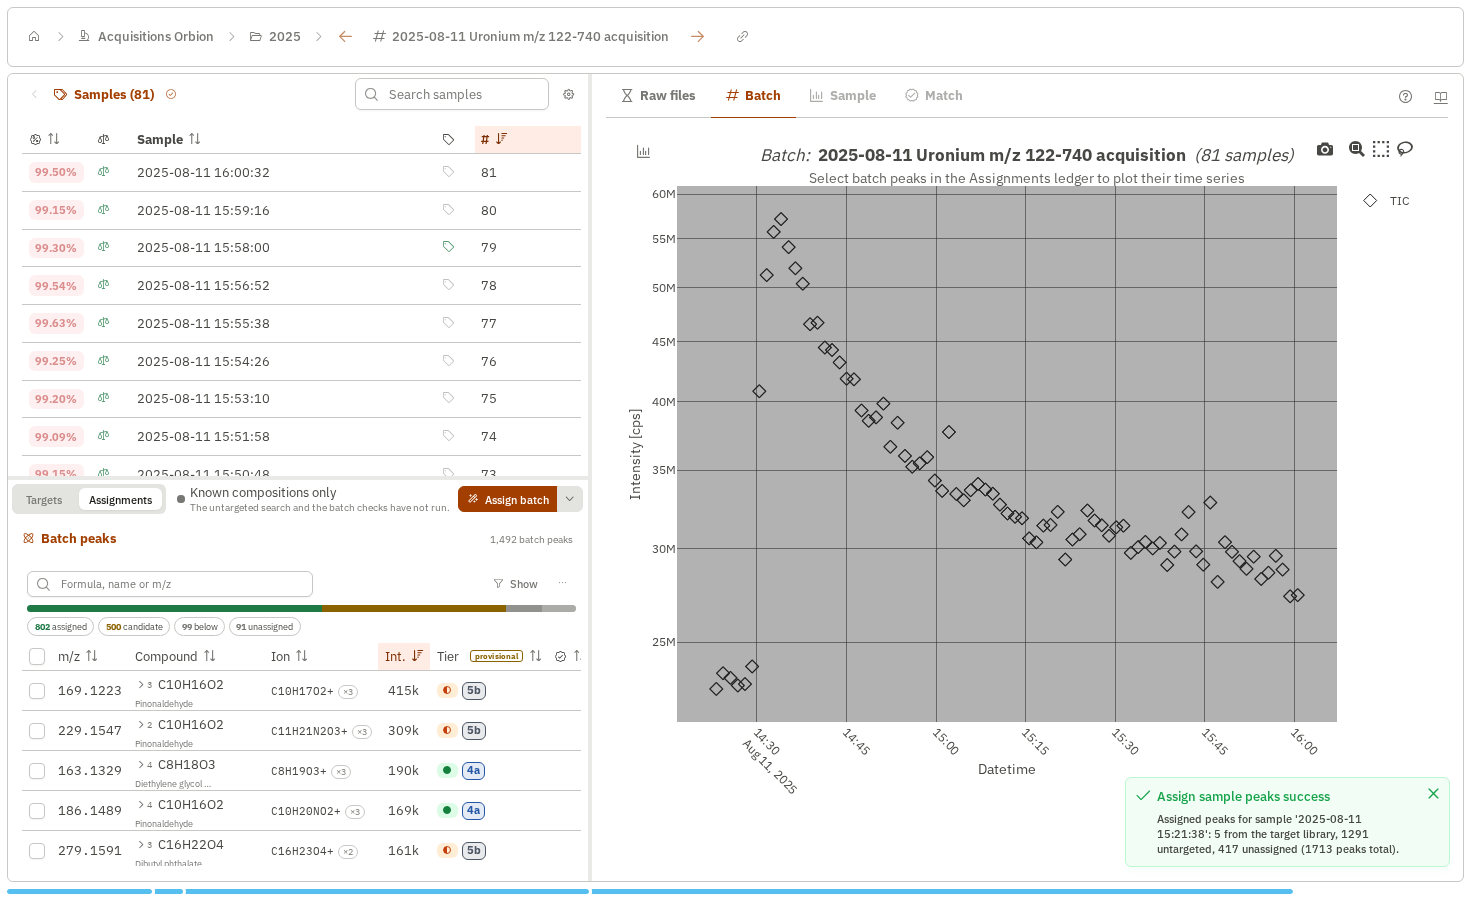 Acquisitions Orbion
2025
# 2025-08-11 Uronium m/z 122-740 acquisition
Samples (81)
Search samples
Sample #
99.50% 2025-08-11 16:00:32 81
99.15% 2025-08-11 15:59:16 80
99.30% 2025-08-11 15:58:00 79
99.54% 2025-08-11 15:56:52 78
99.63% 2025-08-11 15:55:38 77
99.25% 2025-08-11 15:54:26 76
99.20% 2025-08-11 15:53:10 75
99.09% 2025-08-11 15:51:58 74
99.15% 2025-08-11 15:50:48 73
Targets
Assignments
Known compositions only
The untargeted search and the batch checks have not run.
Assign batch
Batch peaks
1,492 batch peaks
Formula, name or m/z
Show
...
802 assigned
500 candidate
99 below
91 unassigned
m/z Compound Ion Int. Tier provisional
169.1223 > 3 C10H16O2 C10H17O2+ ×3 415k 5b
Pinonaldehyde
229.1547 > 2 C10H16O2 C11H21N2O3+ ×3 309k 5b
Pinonaldehyde
163.1329 > 4 C8H18O3 C8H19O3+ ×3 190k 4a
Diethylene glycol ...
186.1489 > 4 C10H16O2 C10H20NO2+ ×3 169k 4a
Pinonaldehyde
279.1591 > 3 C16H22O4 C16H23O4+ ×2 161k 5b
Dibutyl phthalate
Raw files
# Batch
Sample
Match
Batch: 2025-08-11 Uronium m/z 122-740 acquisition (81 samples)
Select batch peaks in the Assignments ledger to plot their time series
TIC
Intensity [cps]
60M
55M
50M
45M
40M
35M
30M
25M
14:30
Aug 11, 2025
14:45
15:00
15:15
15:30
15:45
16:00
Datetime
Assign sample peaks success
Assigned peaks for sample '2025-08-11
15:21:38': 5 from the target library, 1291
untargeted, 417 unassigned (1713 peaks total).